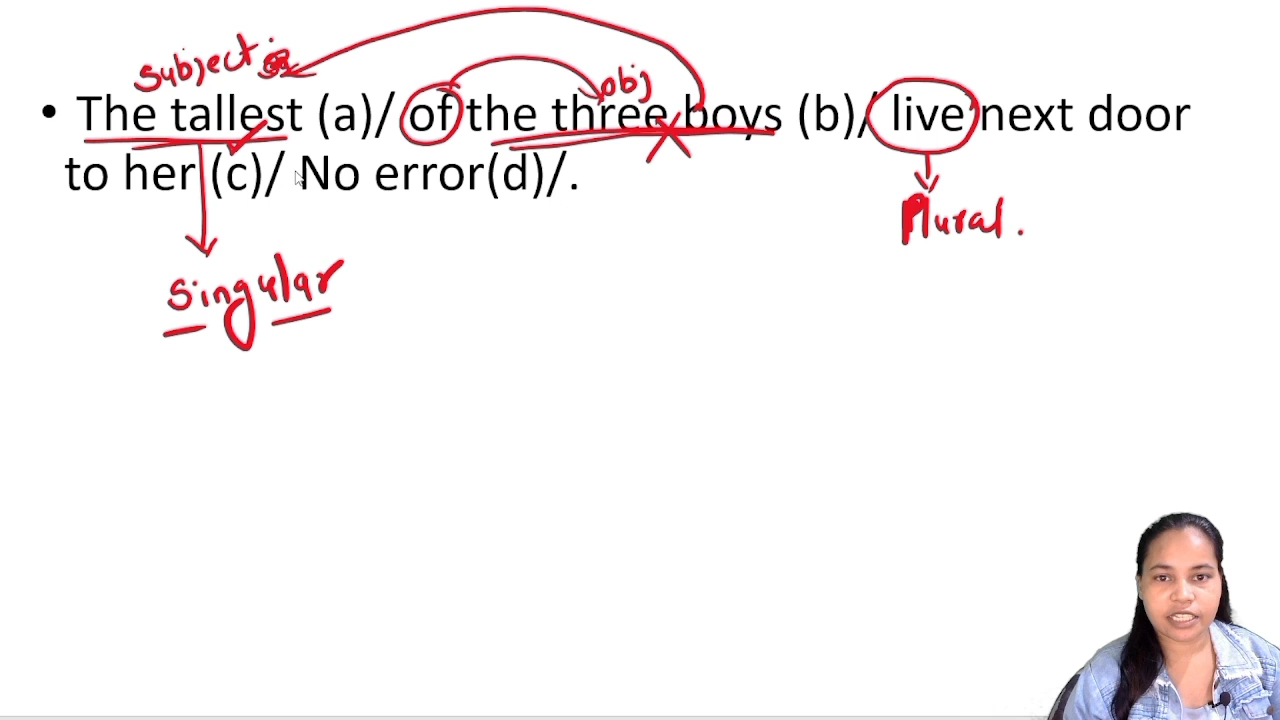 Subject
obj
• The tallest (a)/ of the three boys (b)/ live next door
to her (c)/ No error(d)/.
Plural.
Singular